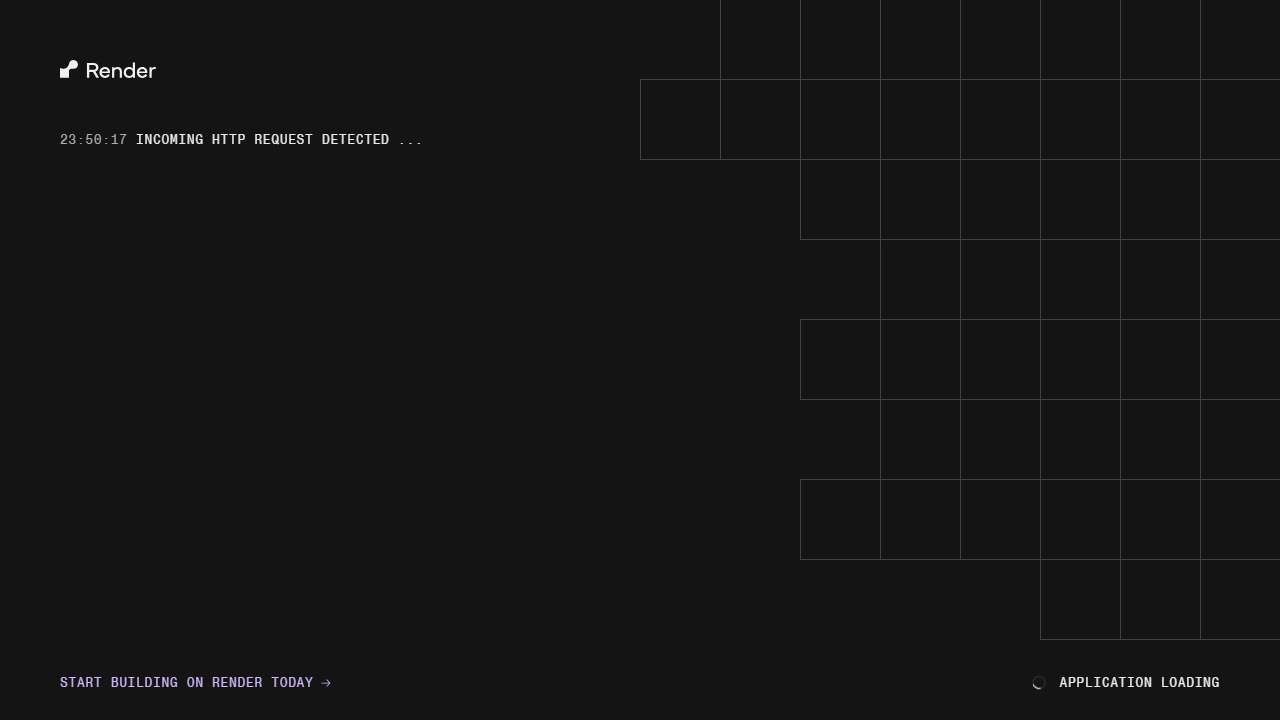 Render
23:50:17 INCOMING HTTP REQUEST DETECTED ...
START BUILDING ON RENDER TODAY →
APPLICATION LOADING